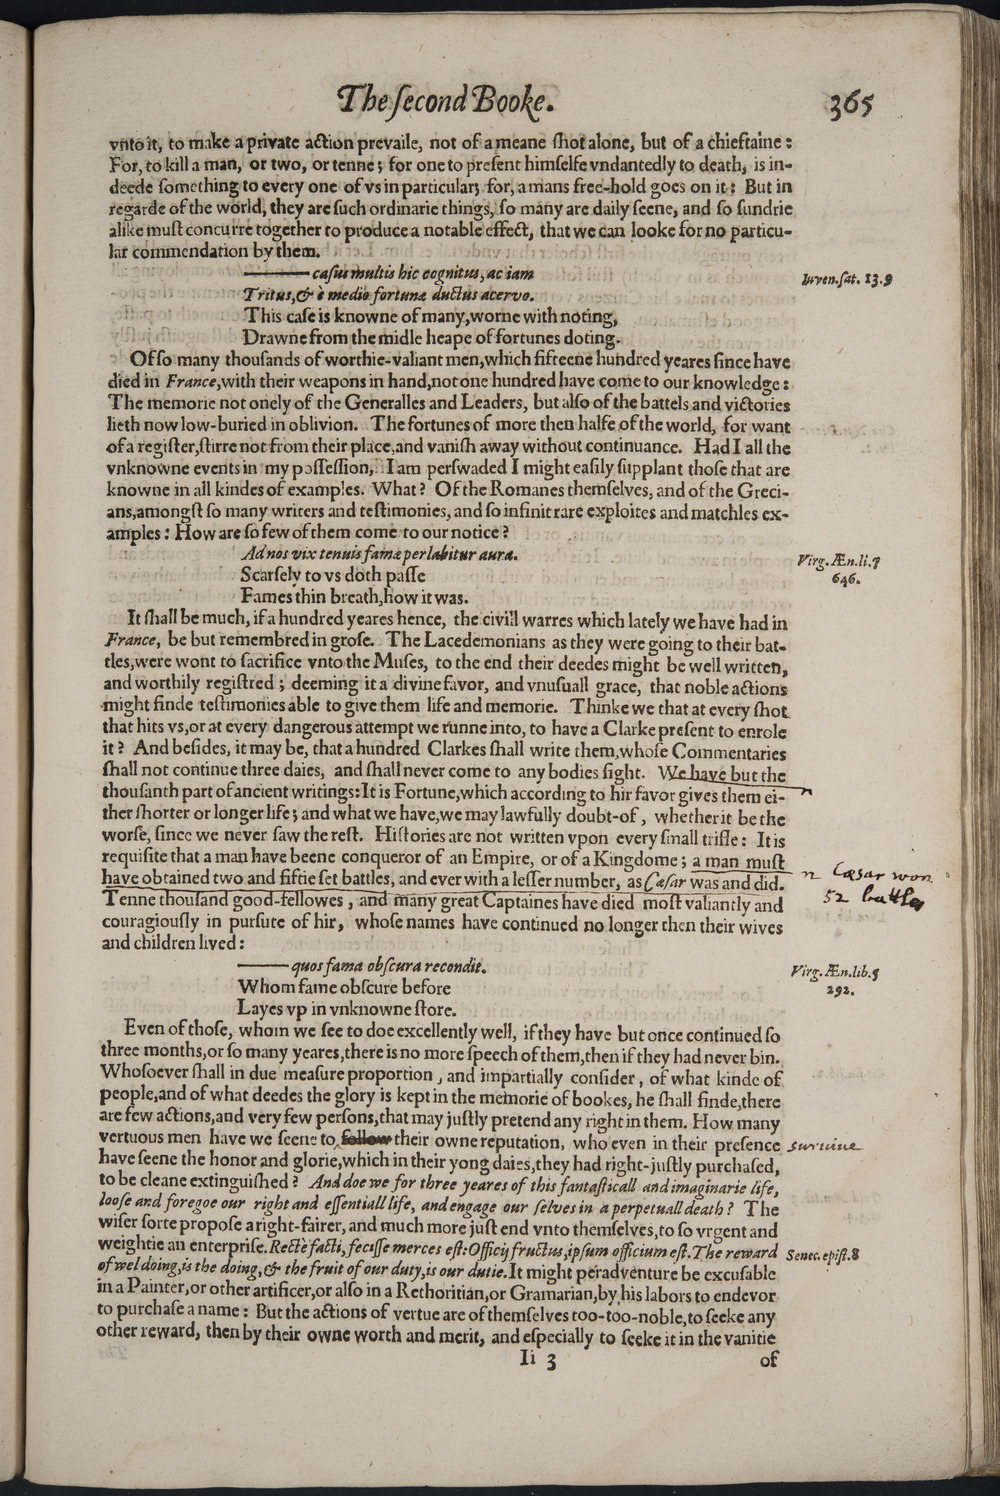 The ſecond Booke. 365
vnto it, to make a private action prevaile, not of a meane ſhot alone, but of a chieftaine:
For, to kill a man, or two, or tenne; for one to preſent himſelfe vndantedly to death, is in-
deede ſomething to every one of vs in particular; for, a mans free-hold goes on it: But in
regarde of the world, they are ſuch ordinarie things, ſo many are daily ſeene, and ſo ſundrie
alike muſt concurre together to produce a notable effect, that we can looke for no particu-
lar commendation by them.
——— caſus multis hic cognitus, ac iam
Iuven. ſat. 13.9
Tritus, & è medio fortunæ ductus acervo.
This caſe is knowne of many, worne with noting,
Drawne from the midle heape of fortunes doting.
Of ſo many thouſands of worthie-valiant men, which fifteene hundred yeares ſince have
died in France, with their weapons in hand, not one hundred have come to our knowledge:
The memorie not onely of the Generalles and Leaders, but alſo of the battels and victories
lieth now low-buried in oblivion. The fortunes of more then halfe of the world, for want
of a regiſter, ſtirre not from their place, and vaniſh away without continuance. Had I all the
vnknowne events in my poſſeſſion, I am perſwaded I might eaſily ſupplant thoſe that are
knowne in all kindes of examples. What? Of the Romanes themſelves, and of the Greci-
ans, amongſt ſo many writers and teſtimonies, and ſo infinit rare exploites and matchles ex-
amples: How are ſo few of them come to our notice?
Ad nos vix tenuis famæ perlabitur aura.
Virg. Æn. li. 7
646.
Scarſely to vs doth paſſe
Fames thin breath, how it was.
It ſhall be much, if a hundred yeares hence, the civill warres which lately we have had in
France, be but remembred in groſe. The Lacedemonians as they were going to their bat-
tles, were wont to ſacrifice vnto the Muſes, to the end their deedes might be well written,
and worthily regiſtred; deeming it a divine favor, and vnuſuall grace, that noble actions
might finde teſtimonies able to give them life and memorie. Thinke we that at every ſhot
that hits vs, or at every dangerous attempt we runne into, to have a Clarke preſent to enrole
it? And beſides, it may be, that a hundred Clarkes ſhall write them, whoſe Commentaries
ſhall not continue three daies, and ſhall never come to any bodies ſight. We have but the
thouſanth part of ancient writings: It is Fortune, which according to hir favor gives them ei-
ther ſhorter or longer life; and what we have, we may lawfully doubt-of, whether it be the
worſe, ſince we never ſaw the reſt. Hiſtories are not written vpon every ſmall trifle: It is
requiſite that a man have beene conqueror of an Empire, or of a Kingdome; a man muſt
have obtained two and fiftie ſet battles, and ever with a leſſer number, as Cæſar was and did.
Cæsar won
52 battles
Tenne thouſand good-fellowes, and many great Captaines have died moſt valiantly and
couragiouſly in purſute of hir, whoſe names have continued no longer then their wives
and children lived:
——— quos fama obſcura recondit.
Virg. Æn. lib. 5
292.
Whom fame obſcure before
Layes vp in vnknowne ſtore.
Even of thoſe, whom we ſee to doe excellently well, if they have but once continued ſo
three months, or ſo many yeares, there is no more ſpeech of them, then if they had never bin.
Whoſoever ſhall in due meaſure proportion, and impartially conſider, of what kinde of
people, and of what deedes the glory is kept in the memorie of bookes, he ſhall finde, there
are few actions, and very few perſons, that may juſtly pretend any right in them. How many
vertuous men have we ſeene to follow their owne reputation, who even in their preſence
survive
have ſeene the honor and glorie, which in their yong daies, they had right-juſtly purchaſed,
to be cleane extinguiſhed? And doe we for three yeares of this fantaſticall and imaginarie life,
looſe and foregoe our right and eſſentiall life, and engage our ſelves in a perpetuall death? The
wiſer ſorte propoſe a right-fairer, and much more juſt end vnto themſelves, to ſo vrgent and
weightie an enterpriſe. Rectè facti, feciſſe merces eſt: Officij fructus, ipſum officium eſt. The reward
Senec. epiſt. 8
of wel doing, is the doing, & the fruit of our duty, is our dutie. It might peradventure be excuſable
in a Painter, or other artificer, or alſo in a Rethoritian, or Gramarian, by his labors to endevor
to purchaſe a name: But the actions of vertue are of themſelves too-too-noble, to ſeeke any
other reward, then by their owne worth and merit, and eſpecially to ſeeke it in the vanitie
Ii 3 of